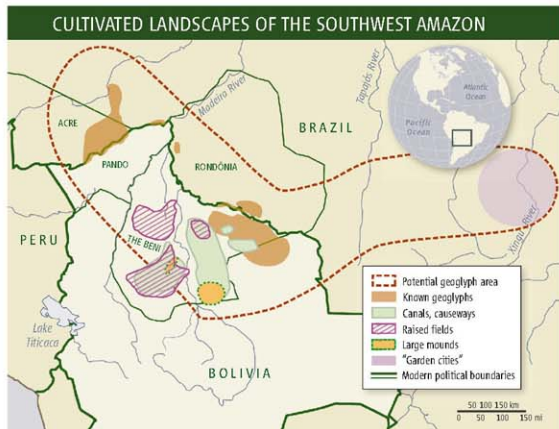 CULTIVATED LANDSCAPES OF THE SOUTHWEST AMAZON
Madeira River
Tapajós River
Atlantic
Ocean
Pacific
Ocean
ACRE
BRAZIL
PANDO
RONDÔNIA
PERU
THE BENI
Xingu River
Lake
Titicaca
BOLIVIA
Potential geoglyph area
Known geoglyphs
Canals, causeways
Raised fields
Large mounds
"Garden cities"
Modern political boundaries
50 100 150 km
0 50 100 150 mi